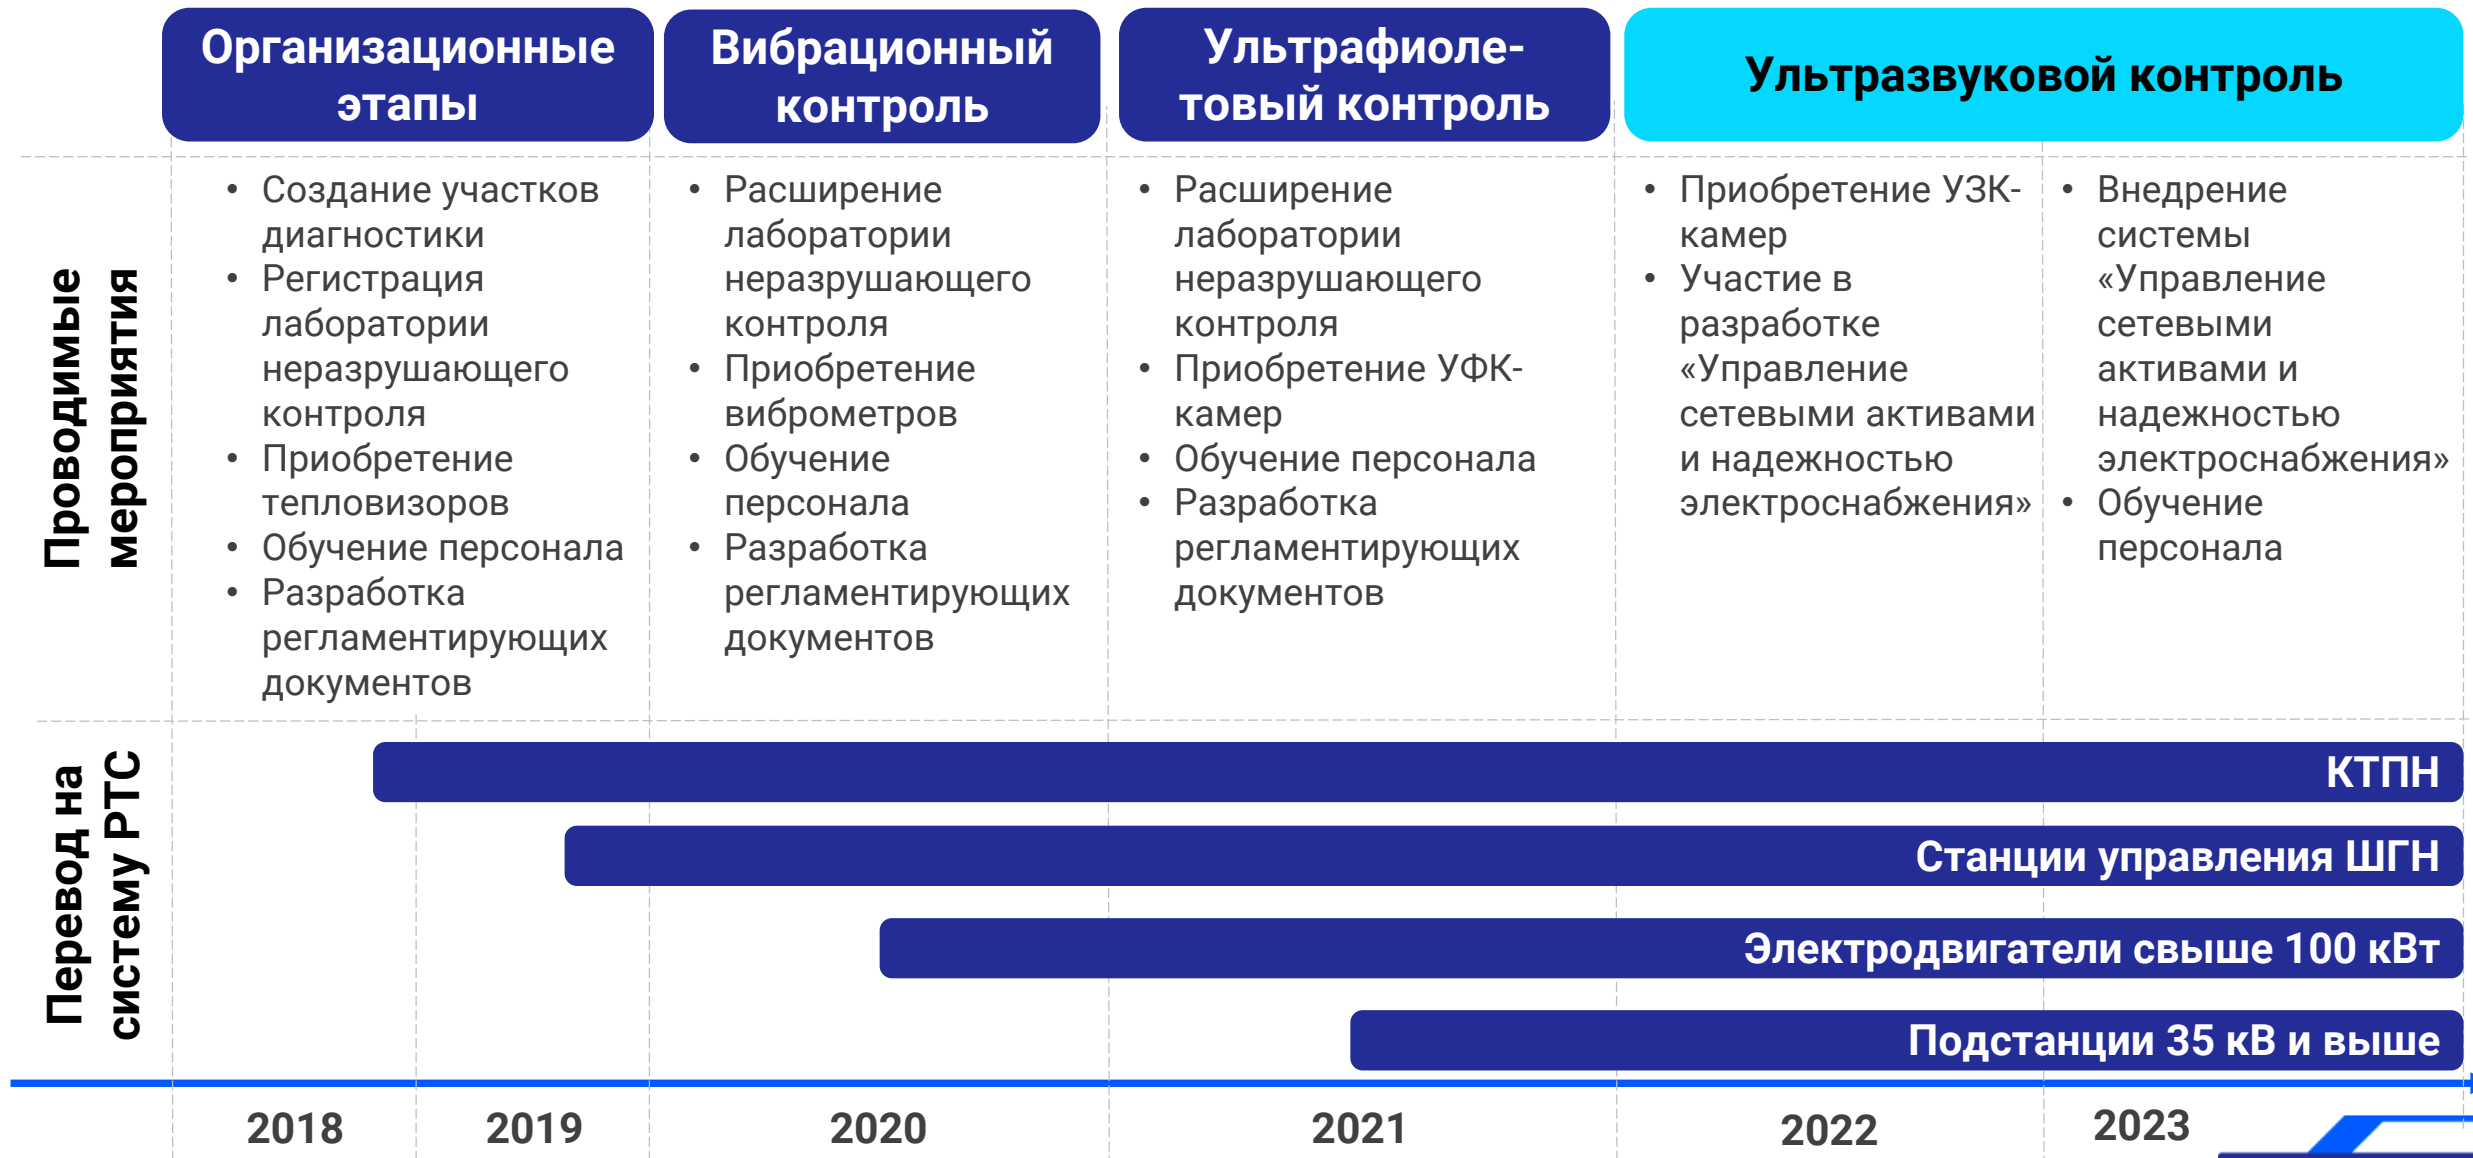 Организационные
этапы
Вибрационный
контроль
Ультрафиоле-
товый контроль
Ультразвуковой контроль
Проводимые
мероприятия
• Создание участков
диагностики
• Регистрация
лаборатории
неразрушающего
контроля
• Приобретение
тепловизоров
• Обучение персонала
• Разработка
регламентирующих
документов
• Расширение
лаборатории
неразрушающего
контроля
• Приобретение
виброметров
• Обучение
персонала
• Разработка
регламентирующих
документов
• Расширение
лаборатории
неразрушающего
контроля
• Приобретение УФК-
камер
• Обучение персонала
• Разработка
регламентирующих
документов
• Приобретение УЗК-
камер
• Участие в
разработке
«Управление
сетевыми активами
и надежностью
электроснабжения»
• Внедрение
системы
«Управление
сетевыми
активами и
надежностью
электроснабжения»
• Обучение
персонала
Перевод на
систему РТС
КТПН
Станции управления ШГН
Электродвигатели свыше 100 кВт
Подстанции 35 кВ и выше
2018
2019
2020
2021
2022
2023